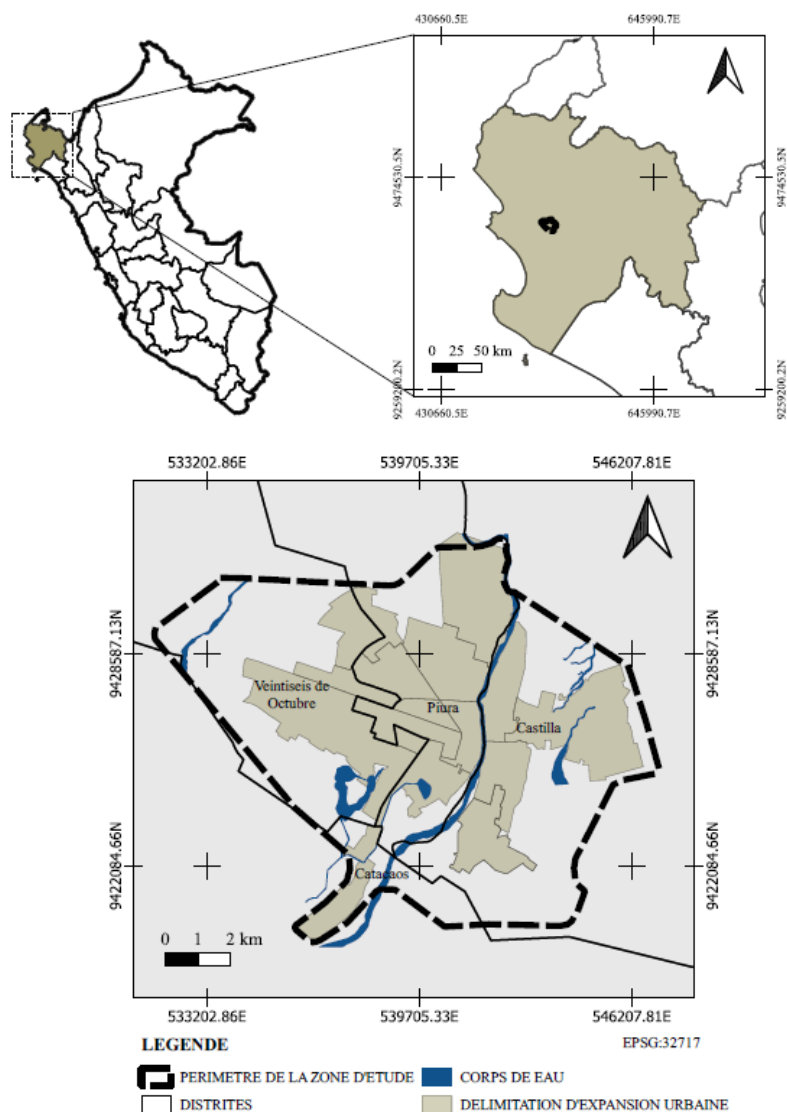 430660.5E 645990.7E
9474530.5N 9474530.5N
0 25 50 km
9259200.2N 9259200.2N
430660.5E 645990.7E
533202.86E 539705.33E 546207.81E
9428587.13N 9428587.13N
Veintiseis de
Octubre
Piura
Castilla
9422084.66N 9422084.66N
Catacaos
0 1 2 km
533202.86E 539705.33E 546207.81E
LEGENDE EPSG:32717
PERIMETRE DE LA ZONE D'ETUDE CORPS DE EAU
DISTRITES DELIMITATION D'EXPANSION URBAINE